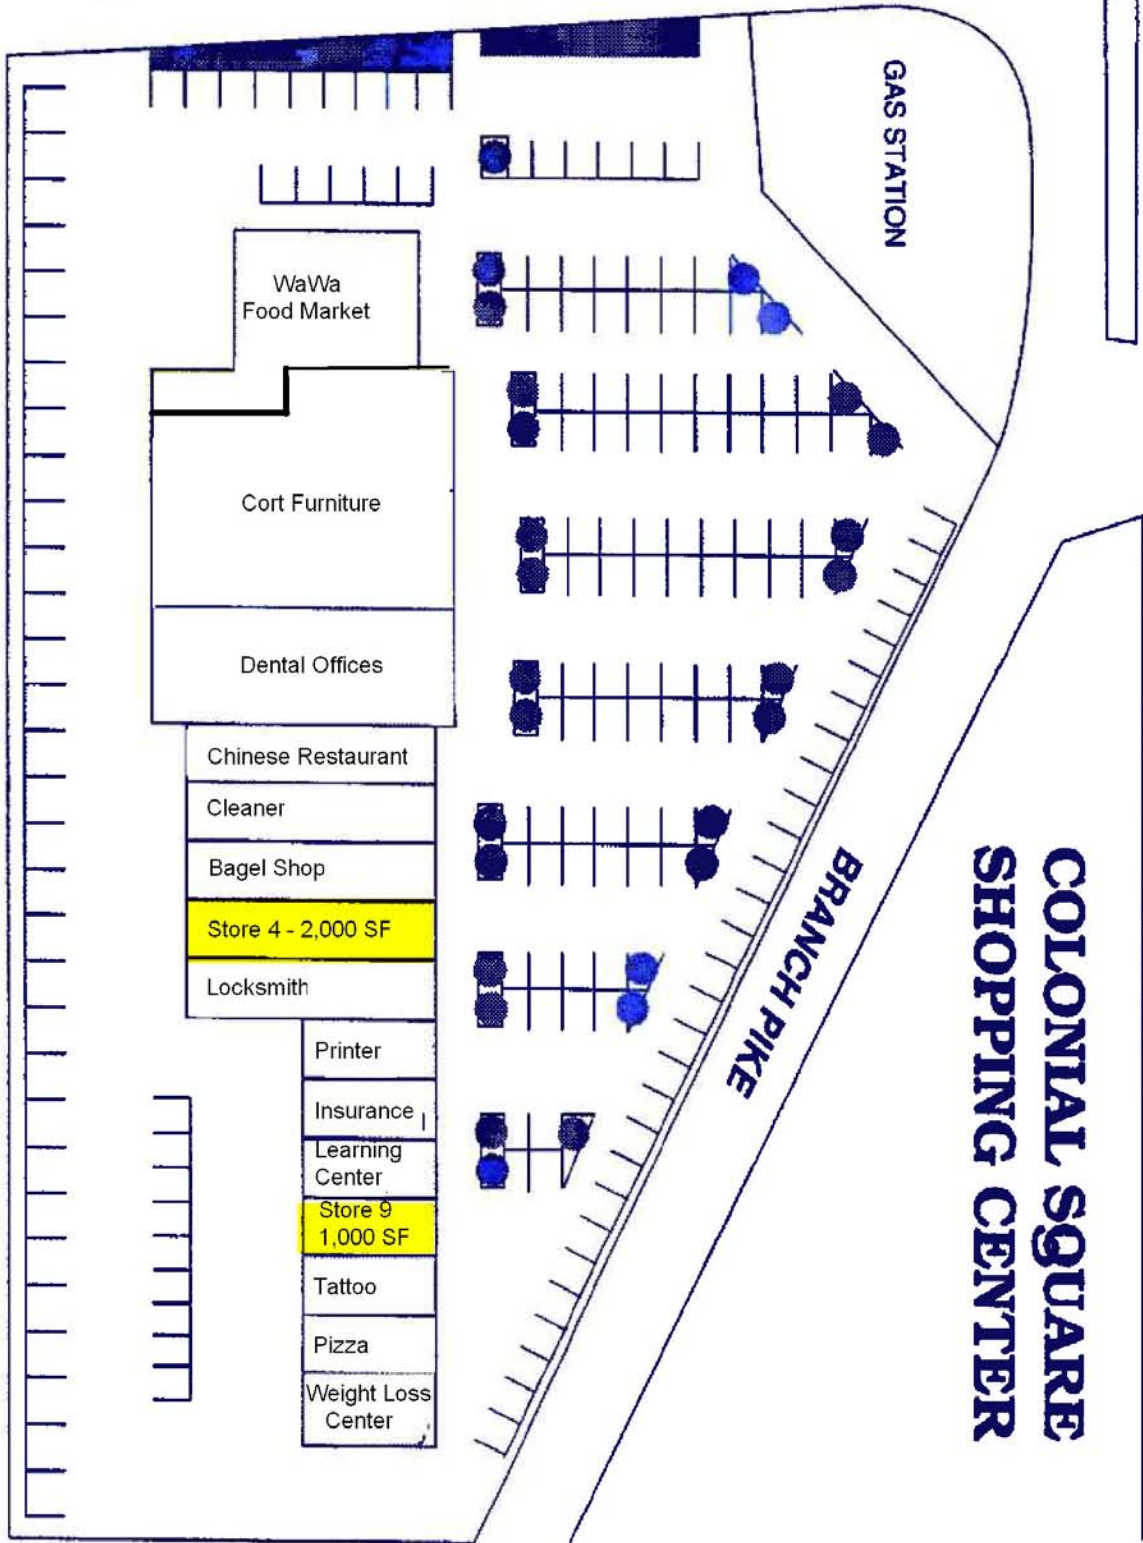 GAS STATION
WaWa
Food Market
Cort Furniture
Dental Offices
Chinese Restaurant
Cleaner
Bagel Shop
Store 4 - 2,000 SF
Locksmith
Printer
Insurance
Learning
Center
Store 9
1,000 SF
Tattoo
Pizza
Weight Loss
Center
BRANCH PIKE
COLONIAL SQUARE
SHOPPING CENTER